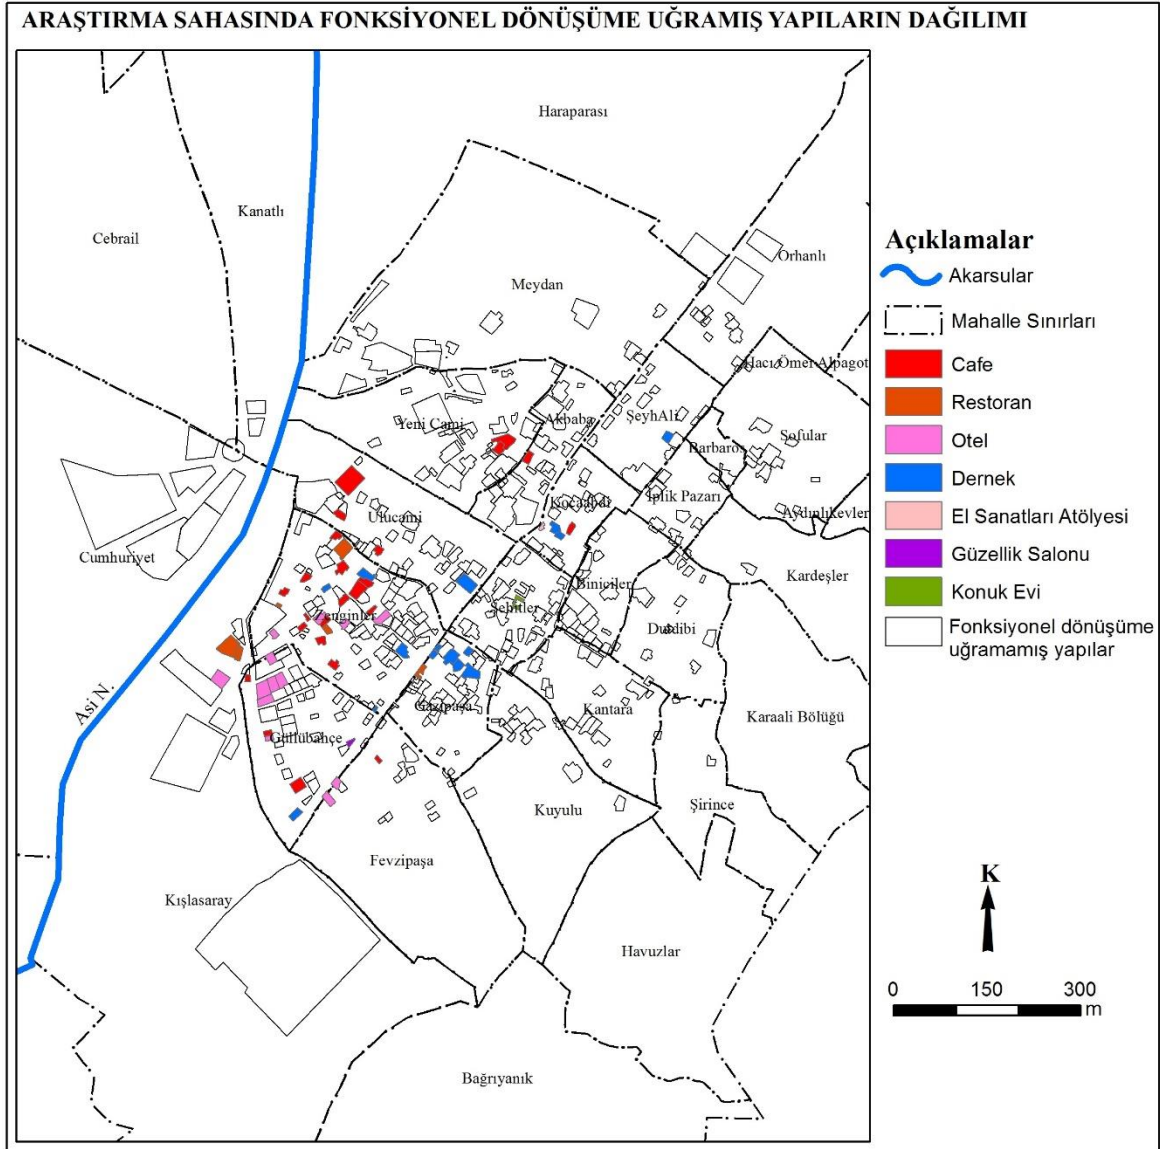 ARAŞTIRMA SAHASINDA FONKSİYONEL DÖNÜŞÜME UĞRAMIŞ YAPILARIN DAĞILIMI
Haraparası
Kanatlı
Cebrail
Orhanlı
Meydan
Hacı Ömer Alpagot
Yeni Cami
Akbaba
ŞeyhAli
Sofular
Barbaros
Kocaabdi
İplik Pazarı
Aydınlıkevler
Ulucami
Cumhuriyet
Kardeşler
Biniciler
Şehitler
Zenginler
Dutdibi
Asi N.
Gazipaşa
Kantara
Karaali Bölüğü
Güllübahçe
Kuyulu
Şirince
Fevzipaşa
Kışlasaray
Havuzlar
Bağrıyanık
Açıklamalar
Akarsular
Mahalle Sınırları
Cafe
Restoran
Otel
Dernek
El Sanatları Atölyesi
Güzellik Salonu
Konuk Evi
Fonksiyonel dönüşüme
uğramamış yapılar
K
0 150 300
m